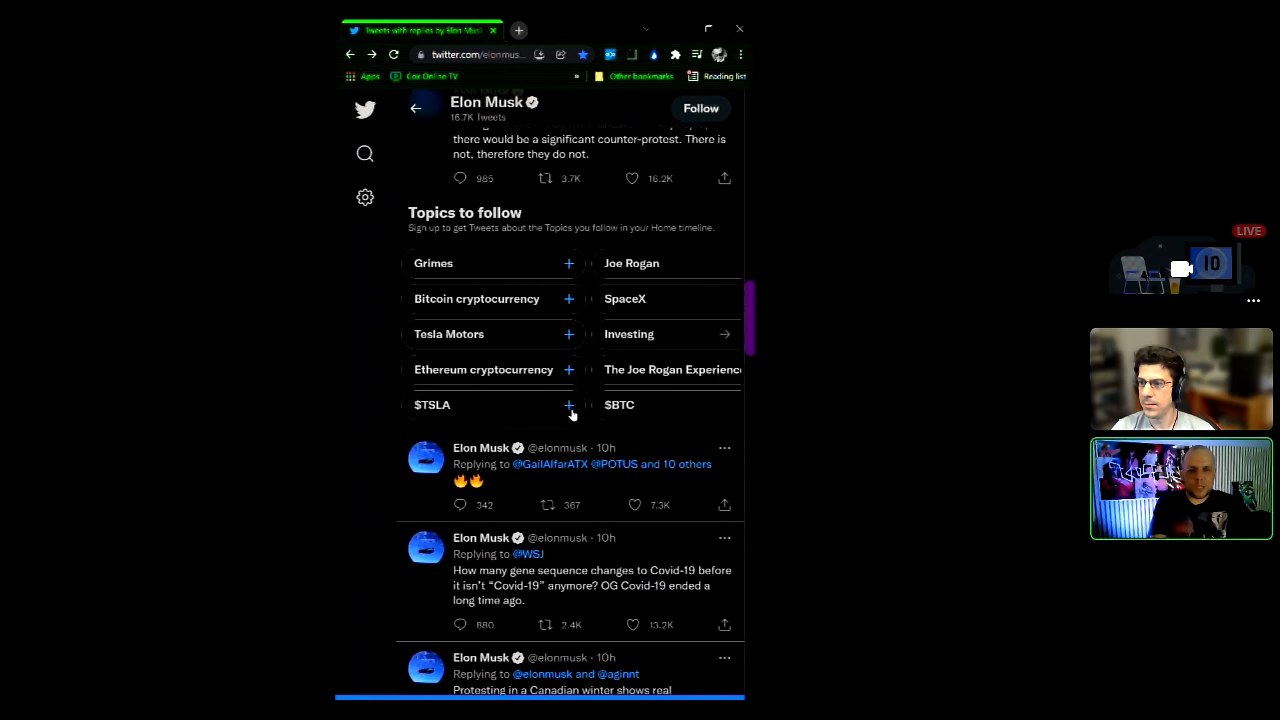 Tweets with replies by Elon Mus
twitter.com/elonmus...
Apps
Cox Online TV
»
Other bookmarks
Reading list
Elon Musk
16.7K Tweets
Follow
there would be a significant counter-protest. There is
not, therefore they do not.
985 3.7K 16.2K
Topics to follow
Sign up to get Tweets about the Topics you follow in your Home timeline.
Grimes
Joe Rogan
Bitcoin cryptocurrency
SpaceX
Tesla Motors
Investing
Ethereum cryptocurrency
The Joe Rogan Experienc
$TSLA
$BTC
Elon Musk @elonmusk · 10h
Replying to @GailAlfarATX @POTUS and 10 others
🔥🔥
342 367 7.3K
Elon Musk @elonmusk · 10h
Replying to @WSJ
How many gene sequence changes to Covid-19 before
it isn't “Covid-19” anymore? OG Covid-19 ended a
long time ago.
880 2.4K 13.2K
Elon Musk @elonmusk · 10h
Replying to @elonmusk and @aginnt
Protesting in a Canadian winter shows real
LIVE
10